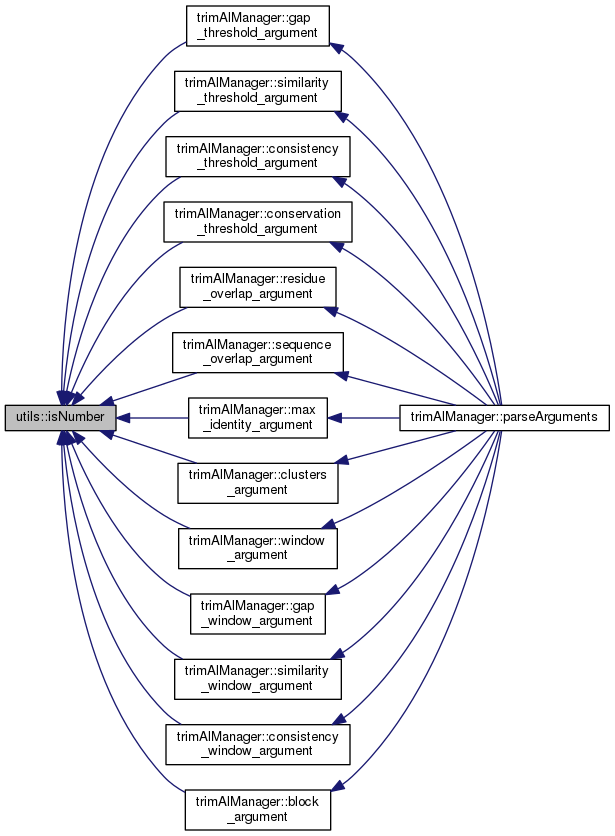 trimAlManager::gap
_threshold_argument
trimAlManager::similarity
_threshold_argument
trimAlManager::consistency
_threshold_argument
trimAlManager::conservation
_threshold_argument
trimAlManager::residue
_overlap_argument
trimAlManager::sequence
_overlap_argument
utils::isNumber
trimAlManager::max
_identity_argument
trimAlManager::parseArguments
trimAlManager::clusters
_argument
trimAlManager::window
_argument
trimAlManager::gap
_window_argument
trimAlManager::similarity
_window_argument
trimAlManager::consistency
_window_argument
trimAlManager::block
_argument